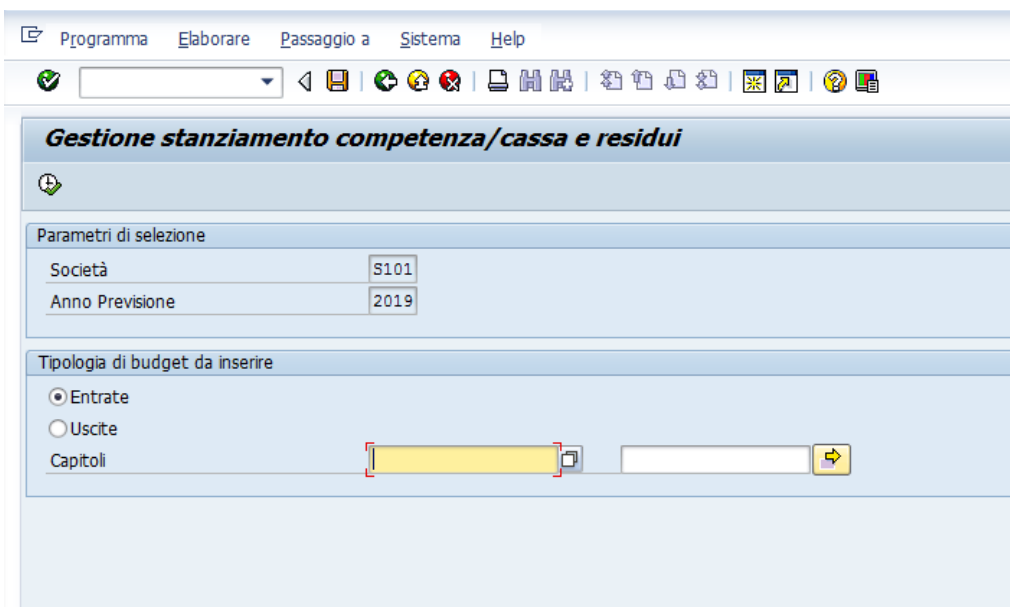 Programma Elaborare Passaggio a Sistema Help
Gestione stanziamento competenza/cassa e residui
Parametri di selezione
Società S101
Anno Previsione 2019
Tipologia di budget da inserire
Entrate
Uscite
Capitoli